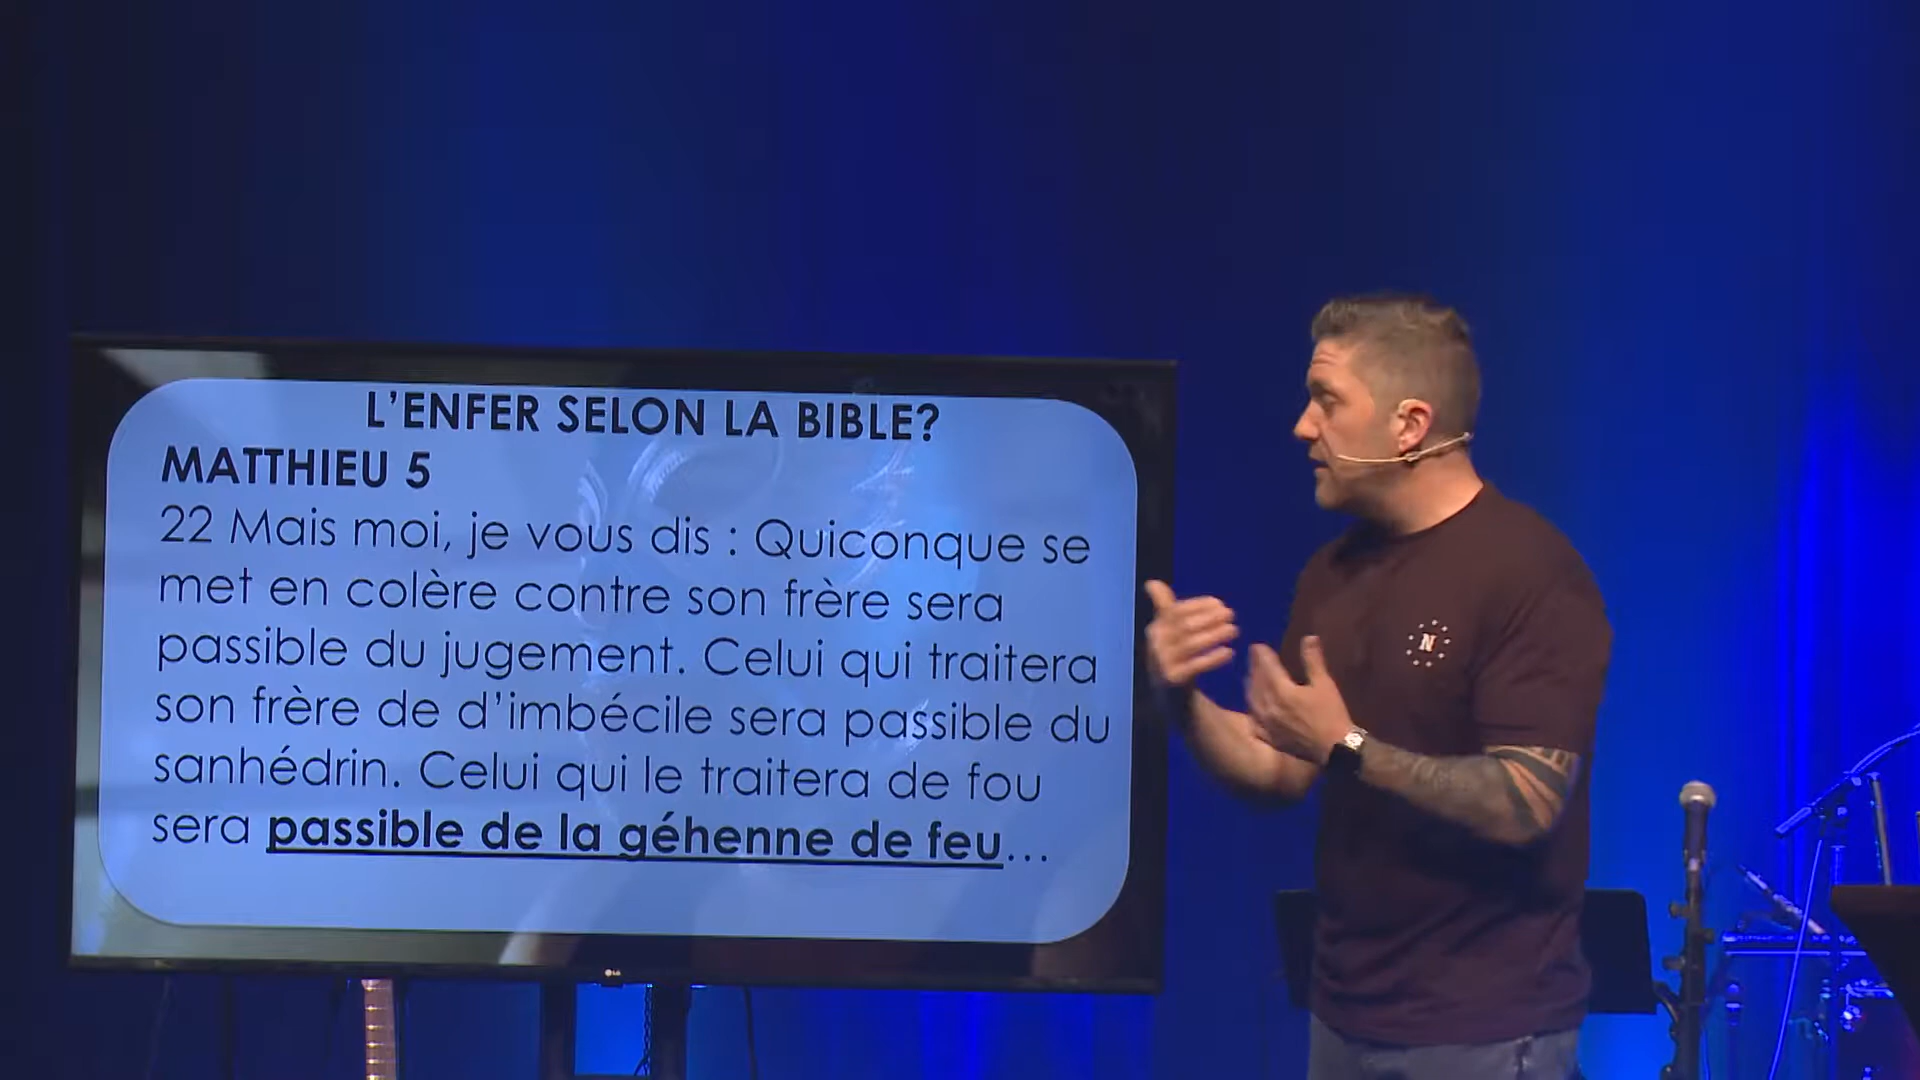 L'ENFER SELON LA BIBLE?
MATTHIEU 5
22 Mais moi, je vous dis : Quiconque se
met en colère contre son frère sera
passible du jugement. Celui qui traitera
son frère de d'imbécile sera passible du
sanhédrin. Celui qui le traitera de fou
sera passible de la géhenne de feu...
LG
N